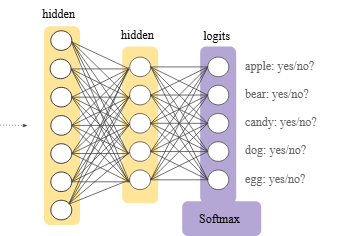 hidden
hidden
logits
apple: yes/no?
bear: yes/no?
candy: yes/no?
dog: yes/no?
egg: yes/no?
Softmax